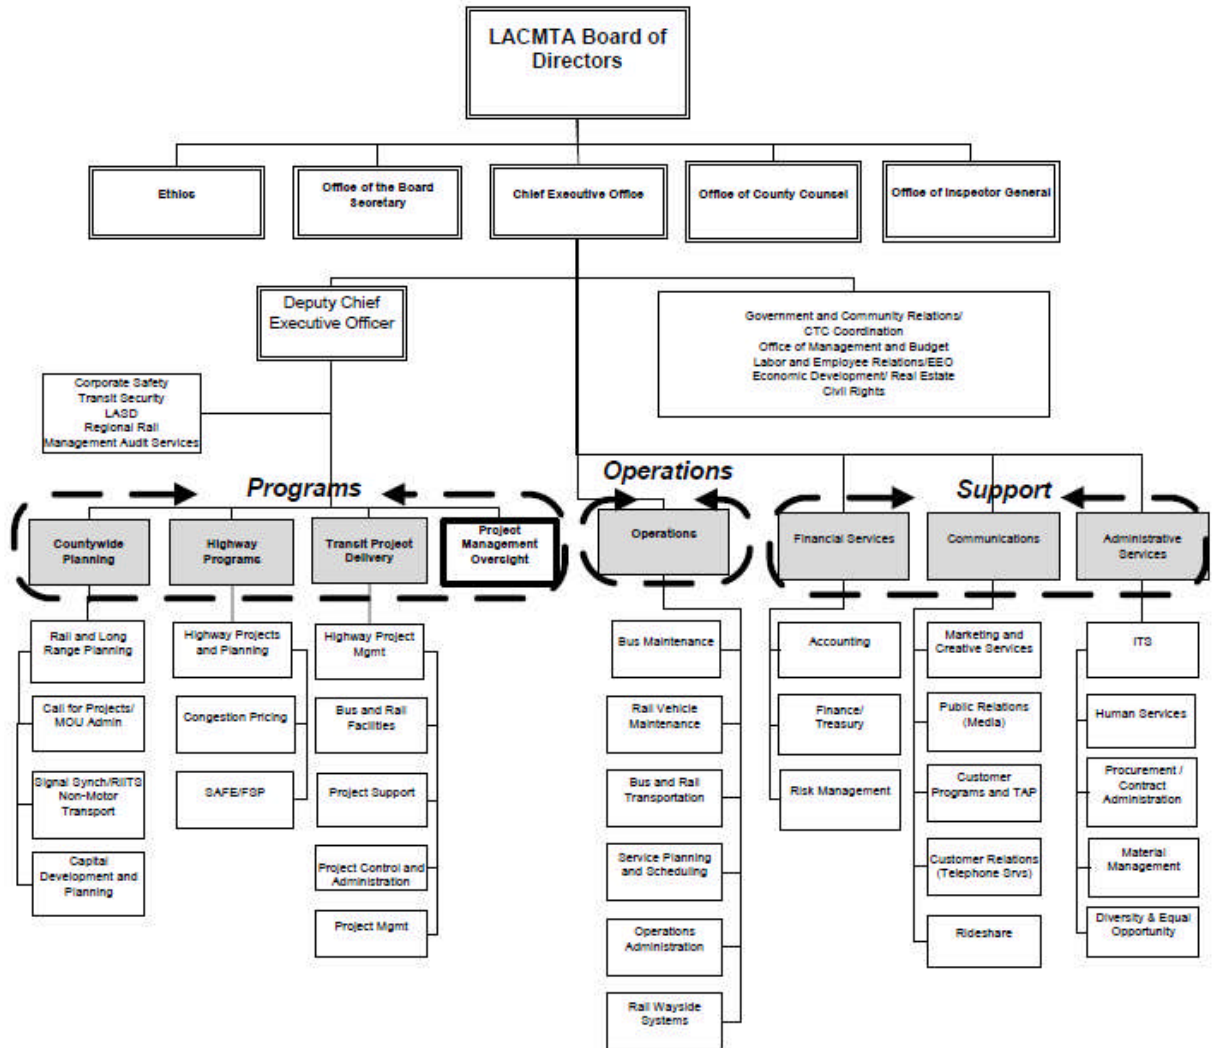 LACMTA Board of
Directors
Ethics
Office of the Board
Secretary
Chief Executive Office
Office of County Counsel
Office of Inspector General
Deputy Chief
Executive Officer
Government and Community Relations/
CTC Coordination
Office of Management and Budget
Labor and Employee Relations/EEO
Economic Development/ Real Estate
Civil Rights
Corporate Safety
Transit Security
LASD
Regional Rail
Management Audit Services
Programs
Operations
Support
Countywide
Planning
Highway
Programs
Transit Project
Delivery
Project
Management
Oversight
Operations
Financial Services
Communications
Administrative
Services
Rail and Long
Range Planning
Call for Projects/
MOU Admin
Signal Synch/RIITS
Non-Motor
Transport
Capital
Development and
Planning
Highway Projects
and Planning
Congestion Pricing
SAFE/FSP
Highway Project
Mgmt
Bus and Rail
Facilities
Project Support
Project Control and
Administration
Project Mgmt
Bus Maintenance
Rail Vehicle
Maintenance
Bus and Rail
Transportation
Service Planning
and Scheduling
Operations
Administration
Rail Wayside
Systems
Accounting
Finance/
Treasury
Risk Management
Marketing and
Creative Services
Public Relations
(Media)
Customer
Programs and TAP
Customer Relations
(Telephone Srvs)
Rideshare
ITS
Human Services
Procurement /
Contract
Administration
Material
Management
Diversity & Equal
Opportunity